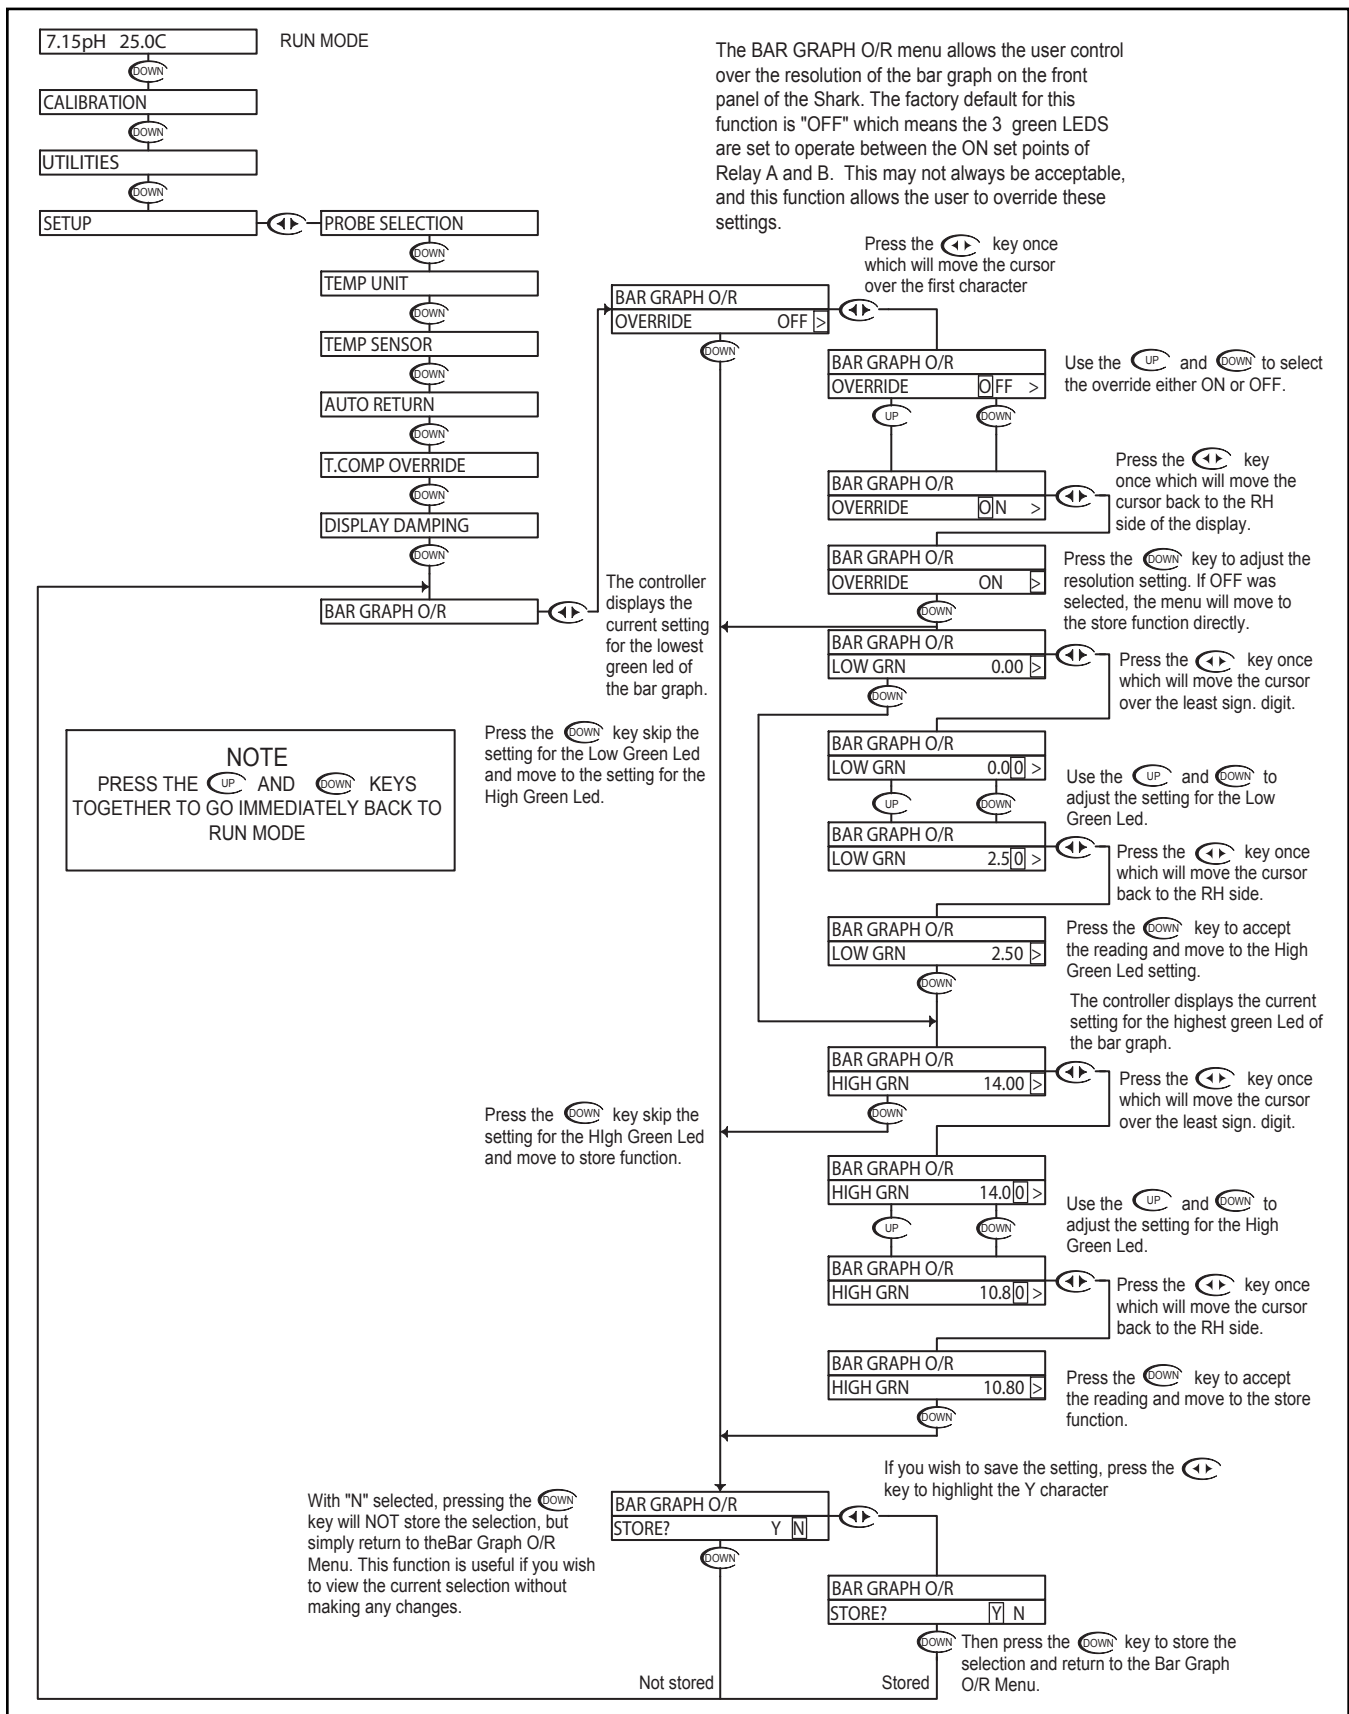 7.15pH 25.0C
RUN MODE
DOWN
CALIBRATION
DOWN
UTILITIES
DOWN
SETUP
PROBE SELECTION
DOWN
TEMP UNIT
DOWN
TEMP SENSOR
DOWN
AUTO RETURN
DOWN
T.COMP OVERRIDE
DOWN
DISPLAY DAMPING
DOWN
BAR GRAPH O/R
The BAR GRAPH O/R menu allows the user control
over the resolution of the bar graph on the front
panel of the Shark. The factory default for this
function is "OFF" which means the 3 green LEDS
are set to operate between the ON set points of
Relay A and B. This may not always be acceptable,
and this function allows the user to override these
settings.
BAR GRAPH O/R
OVERRIDE OFF >
DOWN
Press the key once
which will move the cursor
over the first character
BAR GRAPH O/R
OVERRIDE OFF >
UP DOWN
Use the UP and DOWN to select
the override either ON or OFF.
BAR GRAPH O/R
OVERRIDE ON >
Press the key
once which will move the
cursor back to the RH
side of the display.
BAR GRAPH O/R
OVERRIDE ON >
DOWN
Press the DOWN key to adjust the
resolution setting. If OFF was
selected, the menu will move to
the store function directly.
The controller
displays the
current setting
for the lowest
green led of
the bar graph.
BAR GRAPH O/R
LOW GRN 0.00 >
DOWN
Press the key once
which will move the cursor
over the least sign. digit.
Press the DOWN key skip the
setting for the Low Green Led
and move to the setting for the
High Green Led.
BAR GRAPH O/R
LOW GRN 0.00 >
UP DOWN
Use the UP and DOWN to
adjust the setting for the Low
Green Led.
BAR GRAPH O/R
LOW GRN 2.50 >
Press the key once
which will move the cursor
back to the RH side.
NOTE
PRESS THE UP AND DOWN KEYS
TOGETHER TO GO IMMEDIATELY BACK TO
RUN MODE
BAR GRAPH O/R
LOW GRN 2.50 >
DOWN
Press the DOWN key to accept
the reading and move to the High
Green Led setting.
The controller displays the current
setting for the highest green Led of
the bar graph.
BAR GRAPH O/R
HIGH GRN 14.00 >
DOWN
Press the key once
which will move the cursor
over the least sign. digit.
Press the DOWN key skip the
setting for the HIgh Green Led
and move to store function.
BAR GRAPH O/R
HIGH GRN 14.00 >
UP DOWN
Use the UP and DOWN to
adjust the setting for the High
Green Led.
BAR GRAPH O/R
HIGH GRN 10.80 >
Press the key once
which will move the cursor
back to the RH side.
BAR GRAPH O/R
HIGH GRN 10.80 >
DOWN
Press the DOWN key to accept
the reading and move to the store
function.
If you wish to save the setting, press the
key to highlight the Y character
With "N" selected, pressing the DOWN
key will NOT store the selection, but
simply return to theBar Graph O/R
Menu. This function is useful if you wish
to view the current selection without
making any changes.
BAR GRAPH O/R
STORE? Y N
DOWN
BAR GRAPH O/R
STORE? Y N
DOWN
Then press the DOWN key to store the
selection and return to the Bar Graph
O/R Menu.
Not stored
Stored